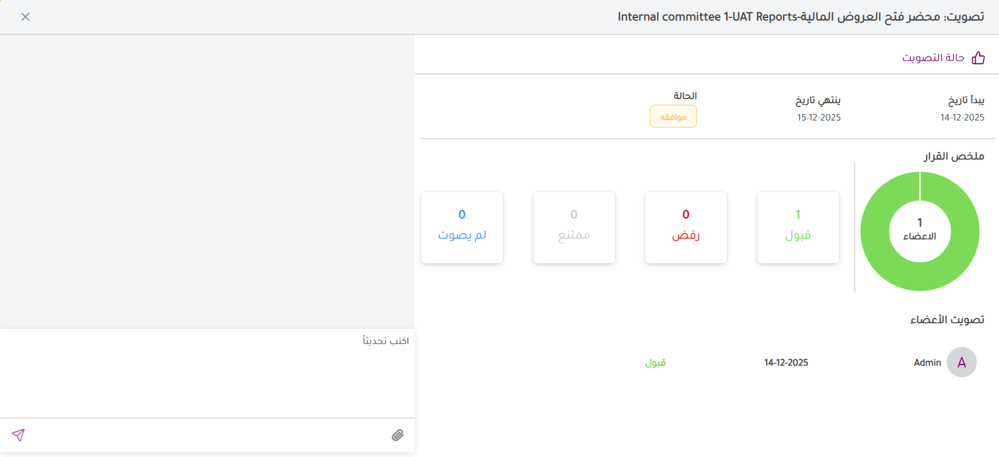 تصويت: محضر فتح العروض المالية-Internal committee 1-UAT Reports
حالة التصويت
يبدأ تاريخ
14-12-2025
ينتهي تاريخ
15-12-2025
الحالة
موافقه
ملخص القرار
1
الاعضاء
1
قبول
0
رفض
0
ممتنع
0
لم يصوت
تصويت الأعضاء
A
Admin
14-12-2025
قبول
اكتب تحديثاً